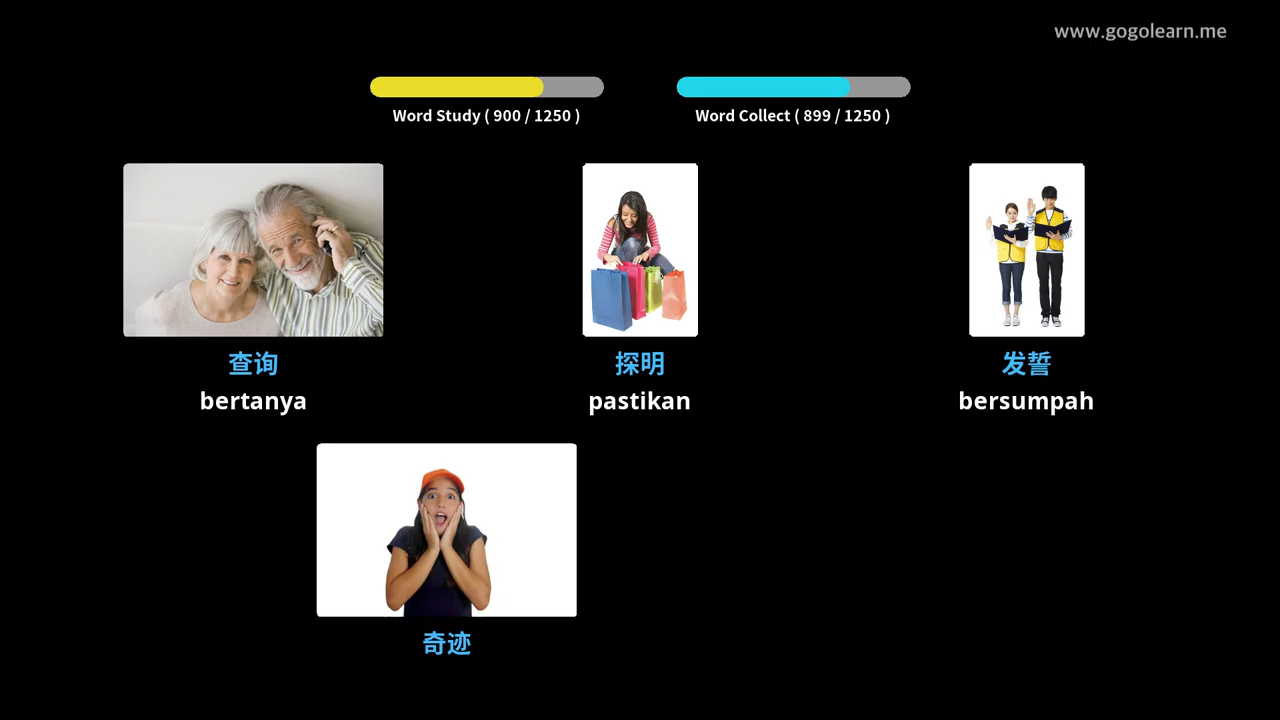 www.gogolearn.me
Word Study ( 900 / 1250 )
Word Collect ( 899 / 1250 )
查询
探明
发誓
bertanya
pastikan
bersumpah
奇迹